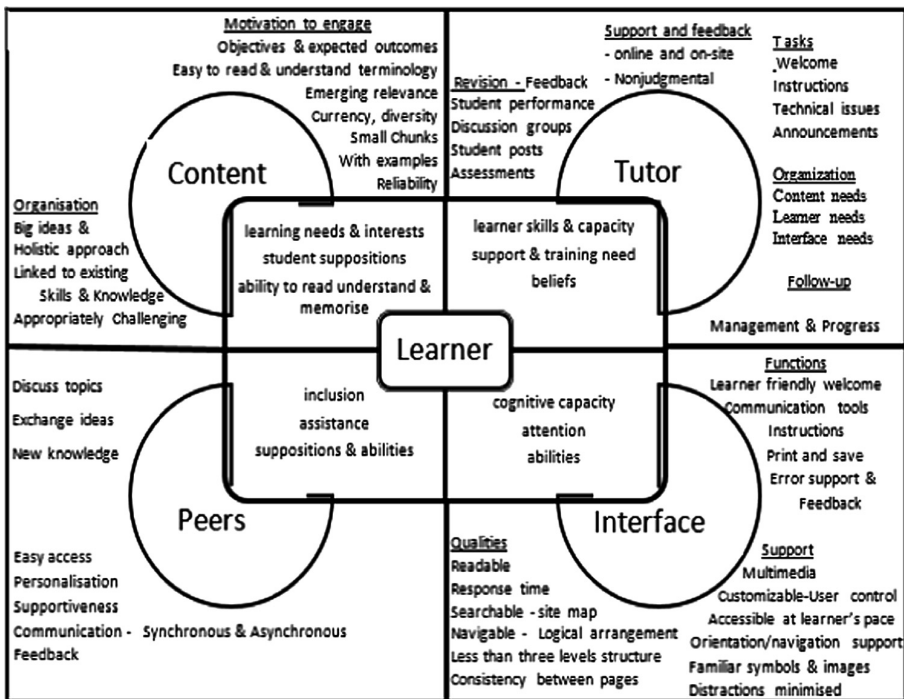 Motivation to engage
Objectives & expected outcomes
Easy to read & understand terminology
Emerging relevance
Currency, diversity
Small Chunks
With examples
Reliability
Content
Organisation
Big ideas &
Holistic approach
Linked to existing
Skills & Knowledge
Appropriately Challenging
learning needs & interests
student suppositions
ability to read understand &
memorise
Support and feedback
- online and on-site
- Nonjudgmental
Revision - Feedback
Student performance
Discussion groups
Student posts
Assessments
Tutor
Tasks
Welcome
Instructions
Technical issues
Announcements
Organization
Content needs
Learner needs
Interface needs
Follow-up
Management & Progress
learner skills & capacity
support & training need
beliefs
Learner
Discuss topics
Exchange ideas
New knowledge
inclusion
assistance
suppositions & abilities
Peers
Easy access
Personalisation
Supportiveness
Communication - Synchronous & Asynchronous
Feedback
cognitive capacity
attention
abilities
Interface
Functions
Learner friendly welcome
Communication tools
Instructions
Print and save
Error support &
Feedback
Qualities
Readable
Response time
Searchable - site map
Navigable - Logical arrangement
Less than three levels structure
Consistency between pages
Support
Multimedia
Customizable-User control
Accessible at learner's pace
Orientation/navigation support
Familiar symbols & images
Distractions minimised